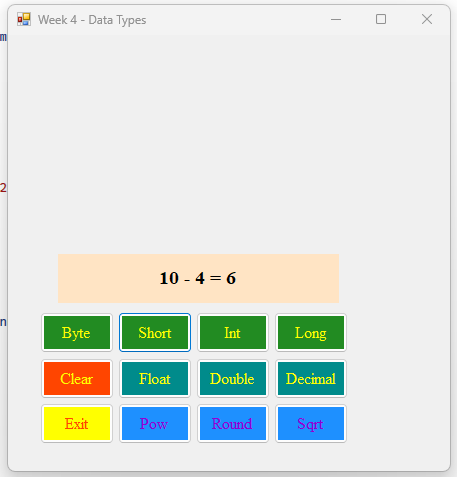 Week 4 - Data Types
m
2
10 - 4 = 6
n
Byte Short Int Long
Clear Float Double Decimal
Exit Pow Round Sqrt